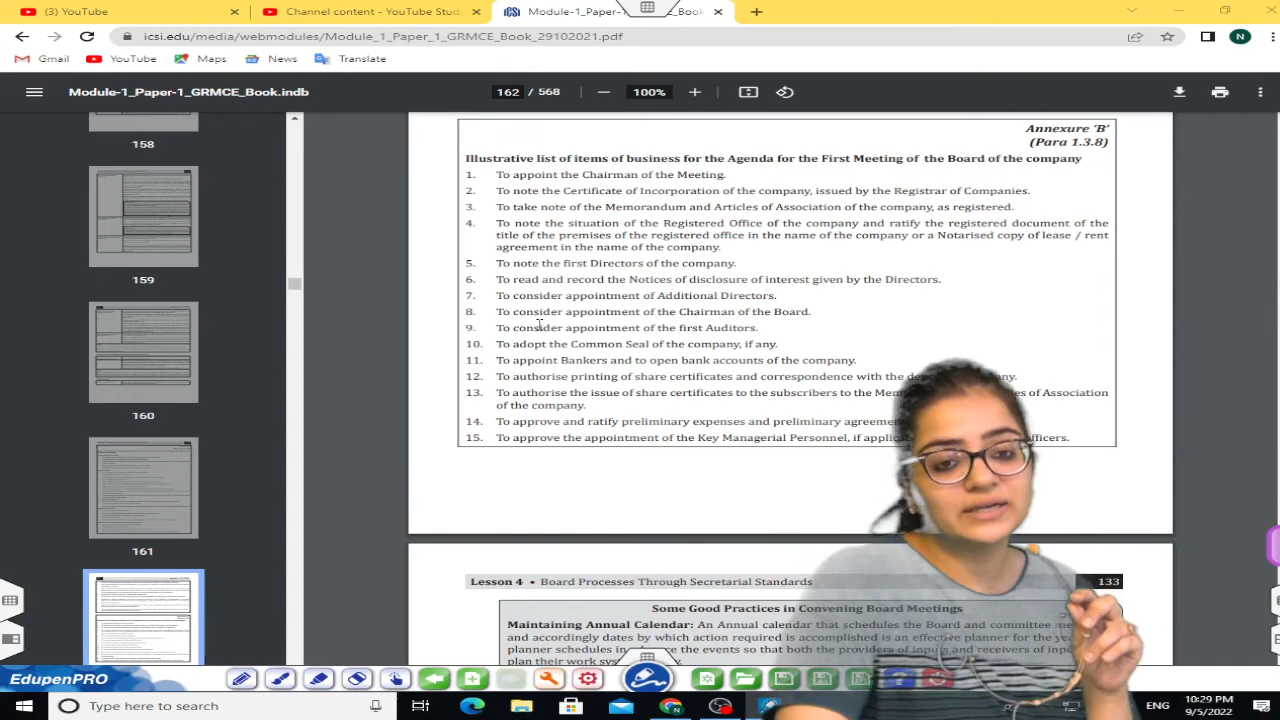 (3) YouTube
Channel content - YouTube Stud
Module-1_Paper-1
Book
icsi.edu/media/webmodules/Module_1_Paper_1_GRMCE_Book_29102021.pdf
N
Gmail
YouTube
Maps
News
Translate
Module-1_Paper-1_GRMCE_Book.indb
162 / 568
100%
158
159
160
161
Annexure 'B'
(Para 1.3.8)
Illustrative list of items of business for the Agenda for the First Meeting of the Board of the company
1. To appoint the Chairman of the Meeting.
2. To note the Certificate of Incorporation of the company, issued by the Registrar of Companies.
3. To take note of the Memorandum and Articles of Association of the company, as registered.
4. To note the situation of the Registered Office of the company and ratify the registered document of the
title of the premises of the registered office in the name of the company or a Notarised copy of lease / rent
agreement in the name of the company.
5. To note the first Directors of the company.
6. To read and record the Notices of disclosure of interest given by the Directors.
7. To consider appointment of Additional Directors.
8. To consider appointment of the Chairman of the Board.
9. To consider appointment of the first Auditors.
10. To adopt the Common Seal of the company, if any.
11. To appoint Bankers and to open bank accounts of the company.
12. To authorise printing of share certificates and correspondence with the
13. To authorise the issue of share certificates to the subscribers to the of Association
of the company.
14. To approve and ratify preliminary expenses and preliminary
15. To approve the appointment of the Key Managerial Personnel, if officers.
Lesson 4 • Board Processes Through Secretarial Standards
133
Some Good Practices in Convening Board Meetings
Maintaining Annual Calendar: An Annual calendar that schedules the Board and committee
and accordingly dates by which action required is accomplished is an effective planner for the
planner schedules in the events so that both the providers of and receivers of
plan their work
EdupenPRO
Type here to search
ENG
10:29 PM
9/5/2022